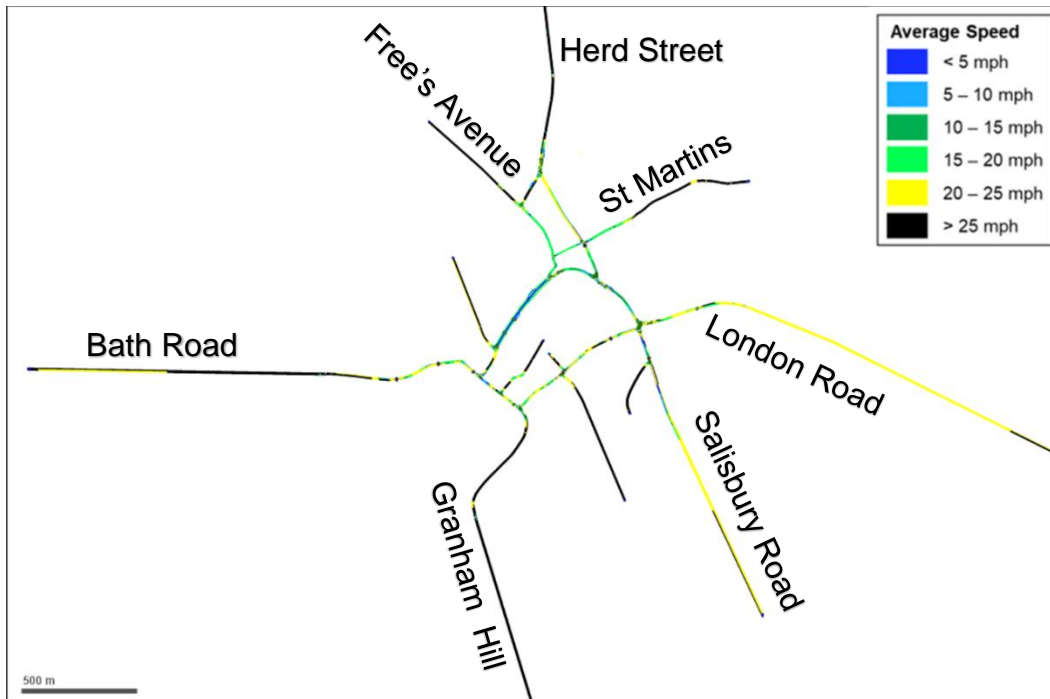 Average Speed
< 5 mph
5 – 10 mph
10 – 15 mph
15 – 20 mph
20 – 25 mph
> 25 mph
Herd Street
Free's Avenue
St Martins
Bath Road
London Road
Salisbury Road
Granham Hill
500 m